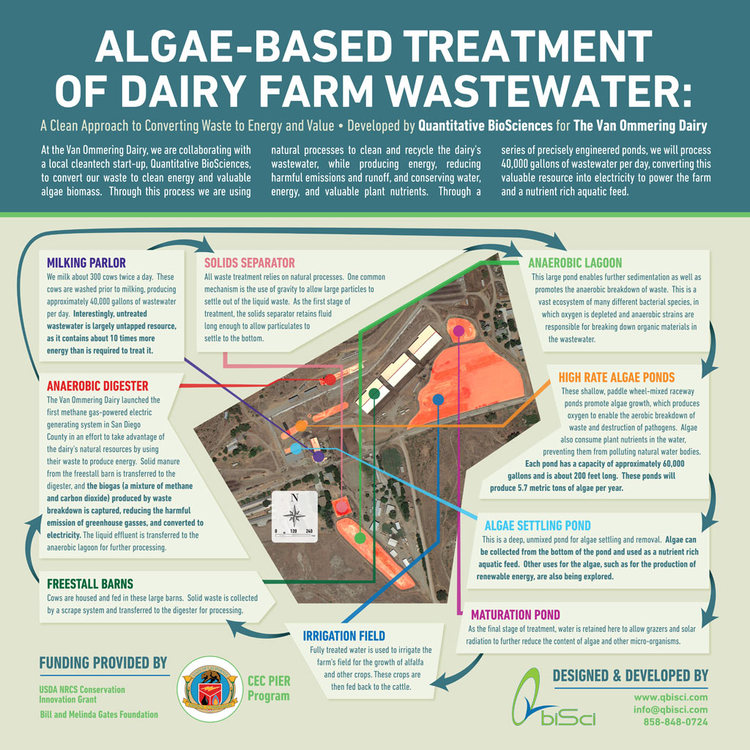 ALGAE-BASED TREATMENT
OF DAIRY FARM WASTEWATER:
A Clean Approach to Converting Waste to Energy and Value • Developed by Quantitative BioSciences for The Van Ommering Dairy
At the Van Ommering Dairy, we are collaborating with
a local cleantech start-up, Quantitative BioSciences,
to convert our waste to clean energy and valuable
algae biomass. Through this process we are using
natural processes to clean and recycle the dairy's
wastewater, while producing energy, reducing
harmful emissions and runoff, and conserving water,
energy, and valuable plant nutrients. Through a
series of precisely engineered ponds, we will process
40,000 gallons of wastewater per day, converting this
valuable resource into electricity to power the farm
and a nutrient rich aquatic feed.
MILKING PARLOR
We milk about 300 cows twice a day. These
cows are washed prior to milking, producing
approximately 40,000 gallons of wastewater
per day. Interestingly, untreated
wastewater is largely untapped resource,
as it contains about 10 times more
energy than is required to treat it.
SOLIDS SEPARATOR
All waste treatment relies on natural processes. One common
mechanism is the use of gravity to allow large particles to
settle out of the liquid waste. As the first stage of
treatment, the solids separator retains fluid
long enough to allow particulates to
settle to the bottom.
ANAEROBIC LAGOON
This large pond enables further sedimentation as well as
promotes the anaerobic breakdown of waste. This is a
vast ecosystem of many different bacterial species, in
which oxygen is depleted and anaerobic strains are
responsible for breaking down organic materials in
the wastewater.
ANAEROBIC DIGESTER
The Van Ommering Dairy launched the
first methane gas-powered electric
generating system in San Diego
County in an effort to take advantage of
the dairy's natural resources by using
their waste to produce energy. Solid manure
from the freestall barn is transferred to the
digester, and the biogas (a mixture of methane
and carbon dioxide) produced by waste
breakdown is captured, reducing the harmful
emission of greenhouse gasses, and converted to
electricity. The liquid effluent is transferred to the
anaerobic lagoon for further processing.
HIGH RATE ALGAE PONDS
These shallow, paddle wheel-mixed raceway
ponds promote algae growth, which produces
oxygen to enable the aerobic breakdown of
waste and destruction of pathogens. Algae
also consume plant nutrients in the water,
preventing them from polluting natural water bodies.
Each pond has a capacity of approximately 60,000
gallons and is about 200 feet long. These ponds will
produce 5.7 metric tons of algae per year.
N
0 120 240
ALGAE SETTLING POND
This is a deep, unmixed pond for algae settling and removal. Algae can
be collected from the bottom of the pond and used as a nutrient rich
aquatic feed. Other uses for the algae, such as for the production of
renewable energy, are also being explored.
FREESTALL BARNS
Cows are housed and fed in these large barns. Solid waste is collected
by a scrape system and transferred to the digester for processing.
MATURATION POND
As the final stage of treatment, water is retained here to allow grazers and solar
radiation to further reduce the content of algae and other micro-organisms.
IRRIGATION FIELD
Fully treated water is used to irrigate the
farm's field for the growth of alfalfa
and other crops. These crops are
then fed back to the cattle.
FUNDING PROVIDED BY
USDA NRCS Conservation
Innovation Grant
Bill and Melinda Gates Foundation
CEC PIER
Program
DESIGNED & DEVELOPED BY
QbiSci
www.qbisci.com
info@qbisci.com
858-848-0724